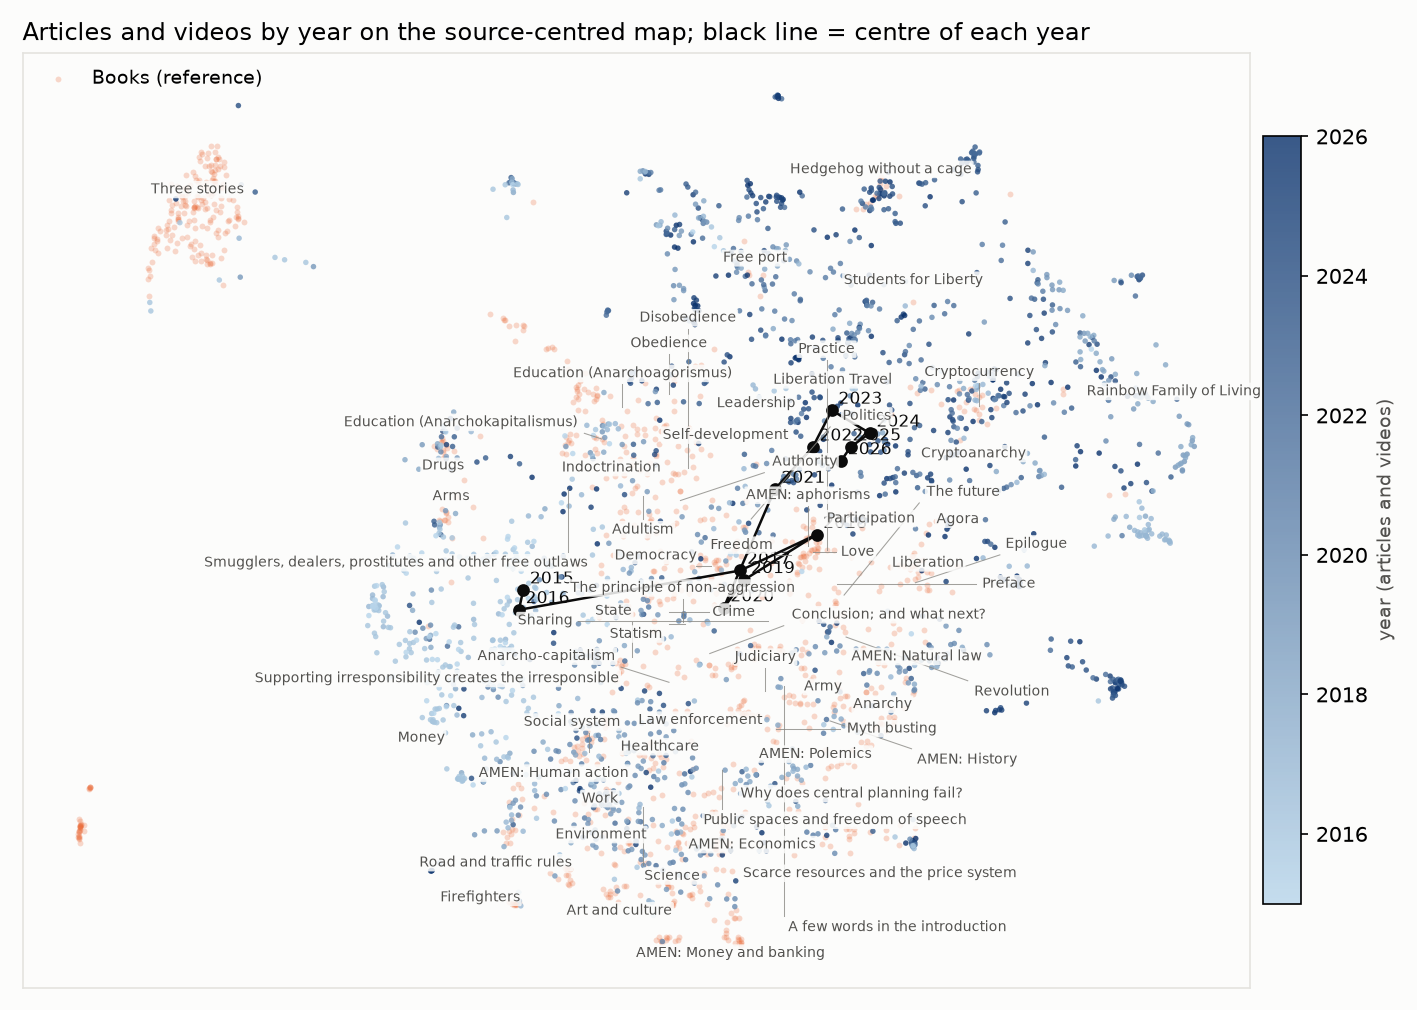 Articles and videos by year on the source-centred map; black line = centre of each year
Books (reference)
2026
Hedgehog without a cage
Three stories
Free port
2024
Students for Liberty
Disobedience
Obedience
Practice
Education (Anarchoagorismus)
Cryptocurrency
Liberation Travel
Rainbow Family of Living
Leadership
2023
2022
Politics
2024
Education (Anarchokapitalismus)
Self-development
2022
25
2026
Cryptoanarchy
Drugs
Indoctrination
Authority
2021
Arms
AMEN: aphorisms
The future
Participation
Agora
Adultism
Freedom
Epilogue
Democracy
2017
Love
2020
Smugglers, dealers, prostitutes and other free outlaws
2019
Liberation
2015
The principle of non-aggression
Preface
2016
2020
State
Crime
Conclusion; and what next?
Sharing
Statism
Anarcho-capitalism
Judiciary
AMEN: Natural law
Supporting irresponsibility creates the irresponsible
Army
Revolution
2018
Anarchy
Social system
Law enforcement
Myth busting
Money
Healthcare
AMEN: Polemics
AMEN: History
AMEN: Human action
Work
Why does central planning fail?
Public spaces and freedom of speech
Environment
2016
AMEN: Economics
Road and traffic rules
Science
Scarce resources and the price system
Firefighters
Art and culture
A few words in the introduction
AMEN: Money and banking
year (articles and videos)